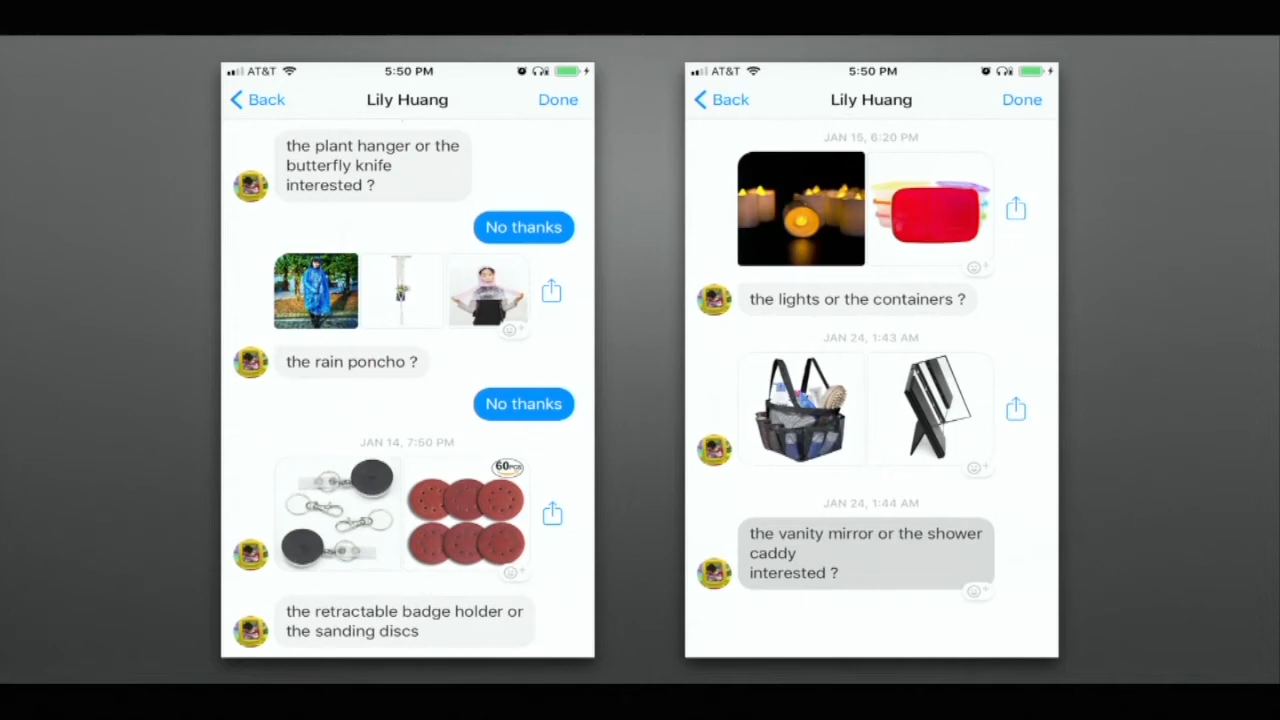 AT&T
5:50 PM
Back
Lily Huang
Done
the plant hanger or the
butterfly knife
interested ?
No thanks
the rain poncho ?
No thanks
JAN 14, 7:50 PM
60PCS
the retractable badge holder or
the sanding discs
AT&T
5:50 PM
Back
Lily Huang
Done
JAN 15, 6:20 PM
the lights or the containers ?
JAN 24, 1:43 AM
JAN 24, 1:44 AM
the vanity mirror or the shower
caddy
interested ?